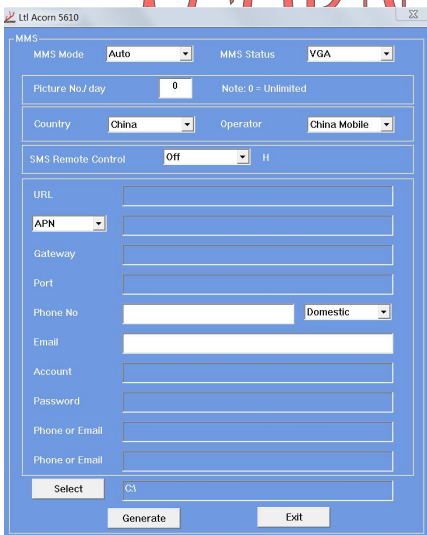 Ltl Acorn 5610
MMS
MMS Mode Auto MMS Status VGA
Picture No./ day 0 Note: 0 = Unlimited
Country China Operator China Mobile
SMS Remote Control Off H
URL
APN
Gateway
Port
Phone No Domestic
Email
Account
Password
Phone or Email
Phone or Email
Select C:\
Generate Exit